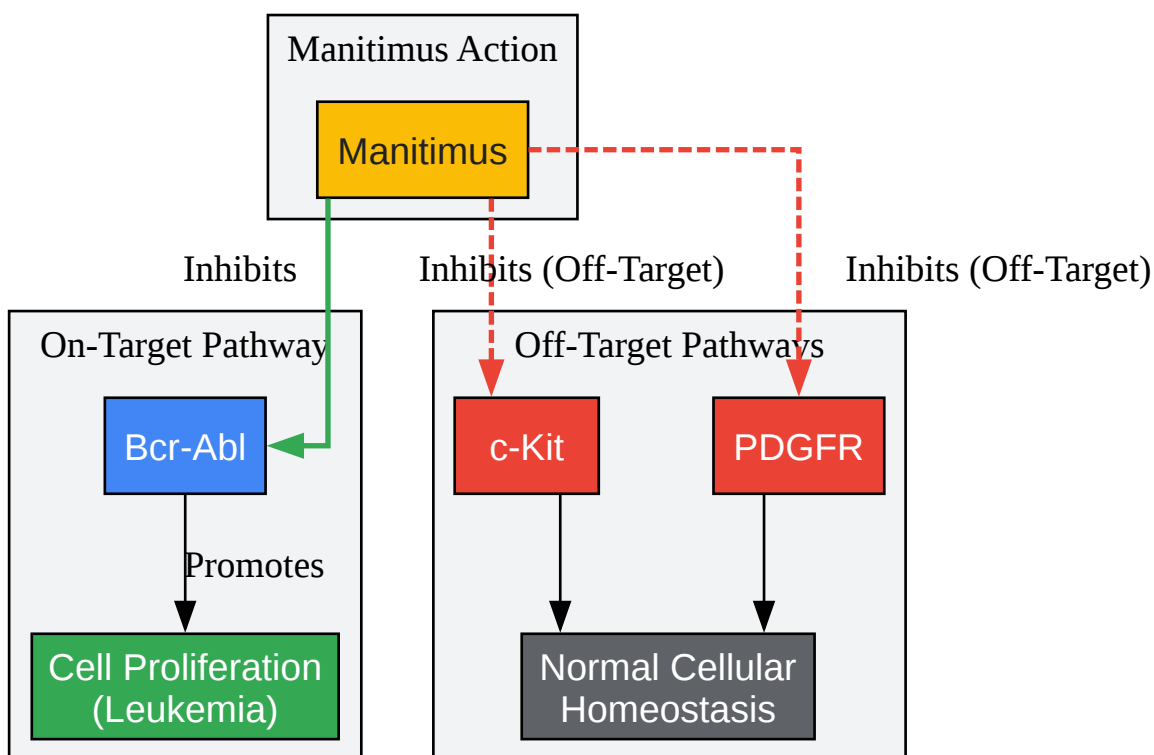 Manitimus Action
Manitimus
Inhibits
Inhibits (Off-Target)
Inhibits (Off-Target)
On-Target Pathway
Off-Target Pathways
Bcr-Abl
c-Kit
PDGFR
Promotes
Cell Proliferation
(Leukemia)
Normal Cellular
Homeostasis